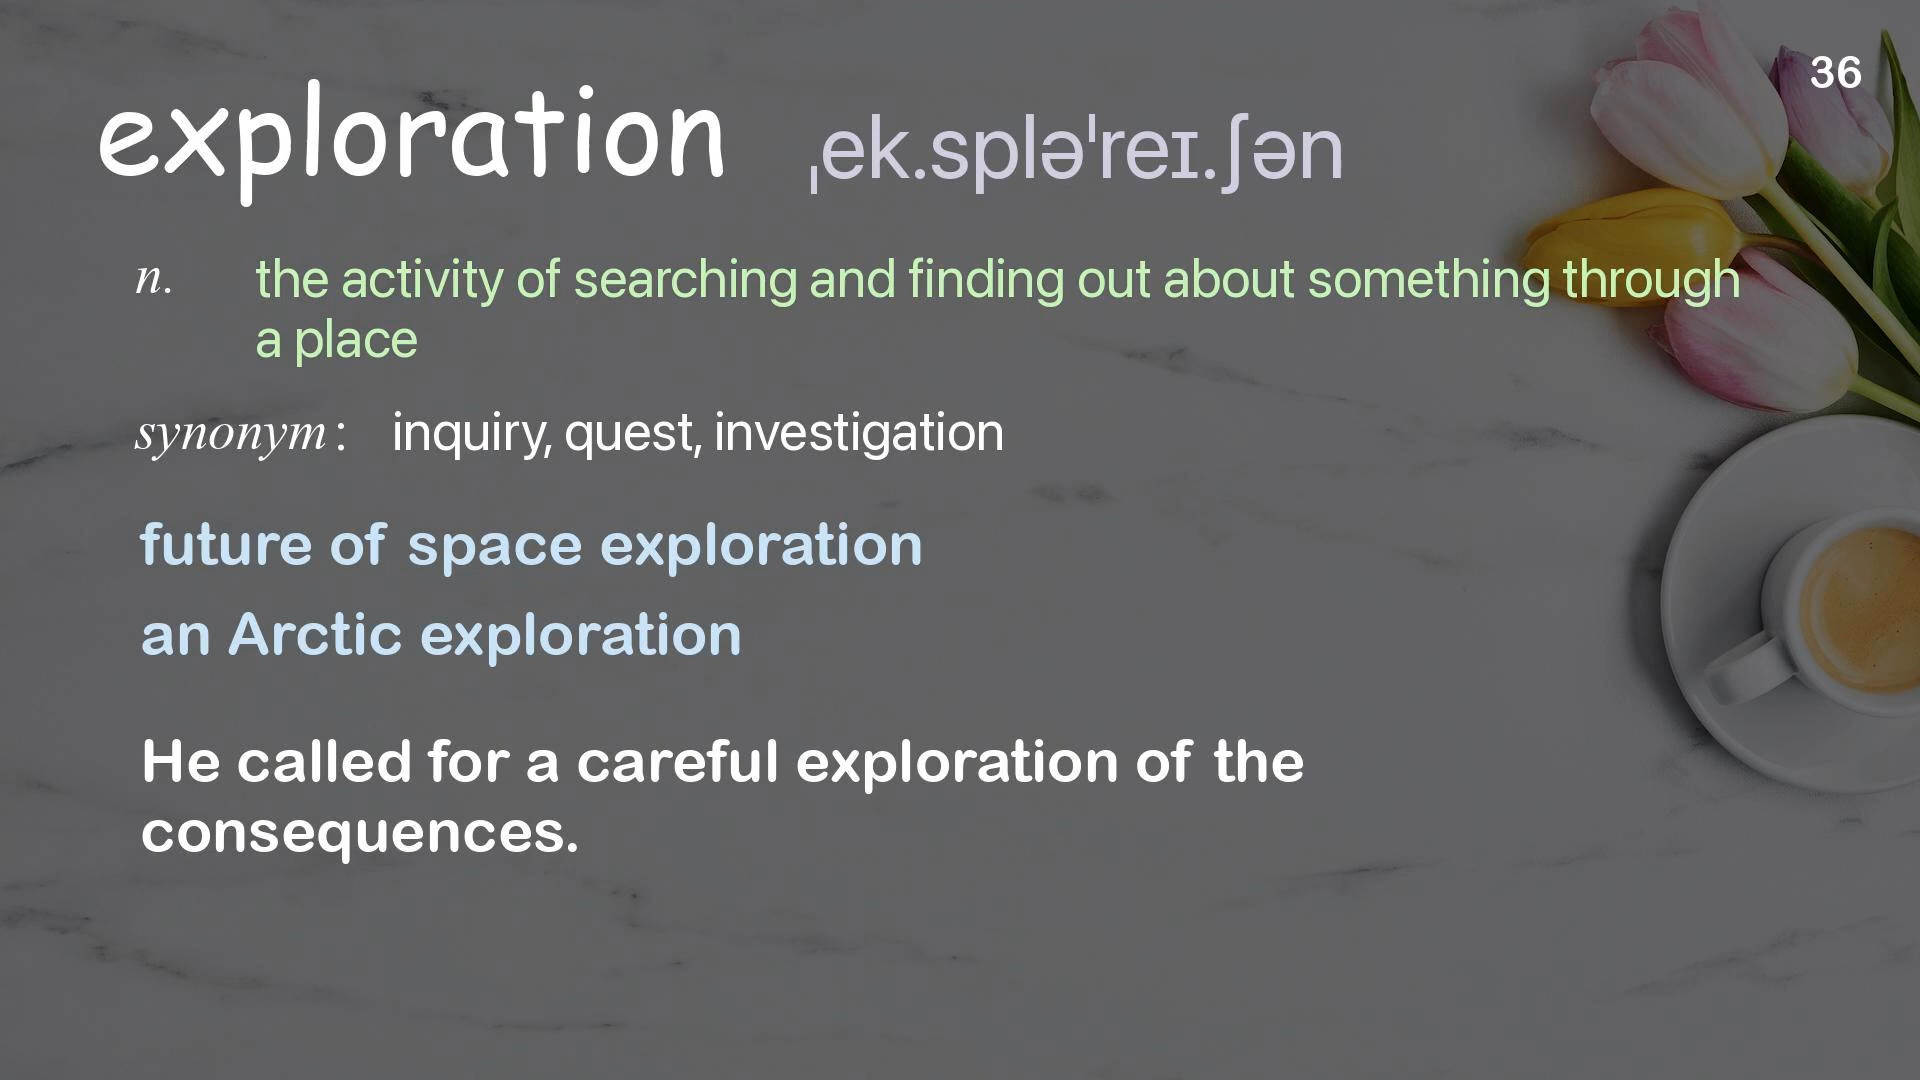 36
exploration ˌek.spləˈreɪ.ʃən
n. the activity of searching and finding out about something through
a place
synonym: inquiry, quest, investigation
future of space exploration
an Arctic exploration
He called for a careful exploration of the
consequences.